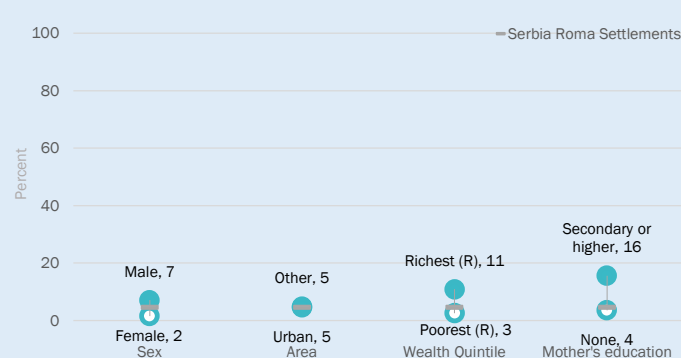 100
Serbia Roma Settlements
80
60
40
20
0
Percent
Male, 7
Female, 2
Sex
Other, 5
Urban, 5
Area
Richest (R), 11
Poorest (R), 3
Wealth Quintile
Secondary or
higher, 16
None, 4
Mother's education